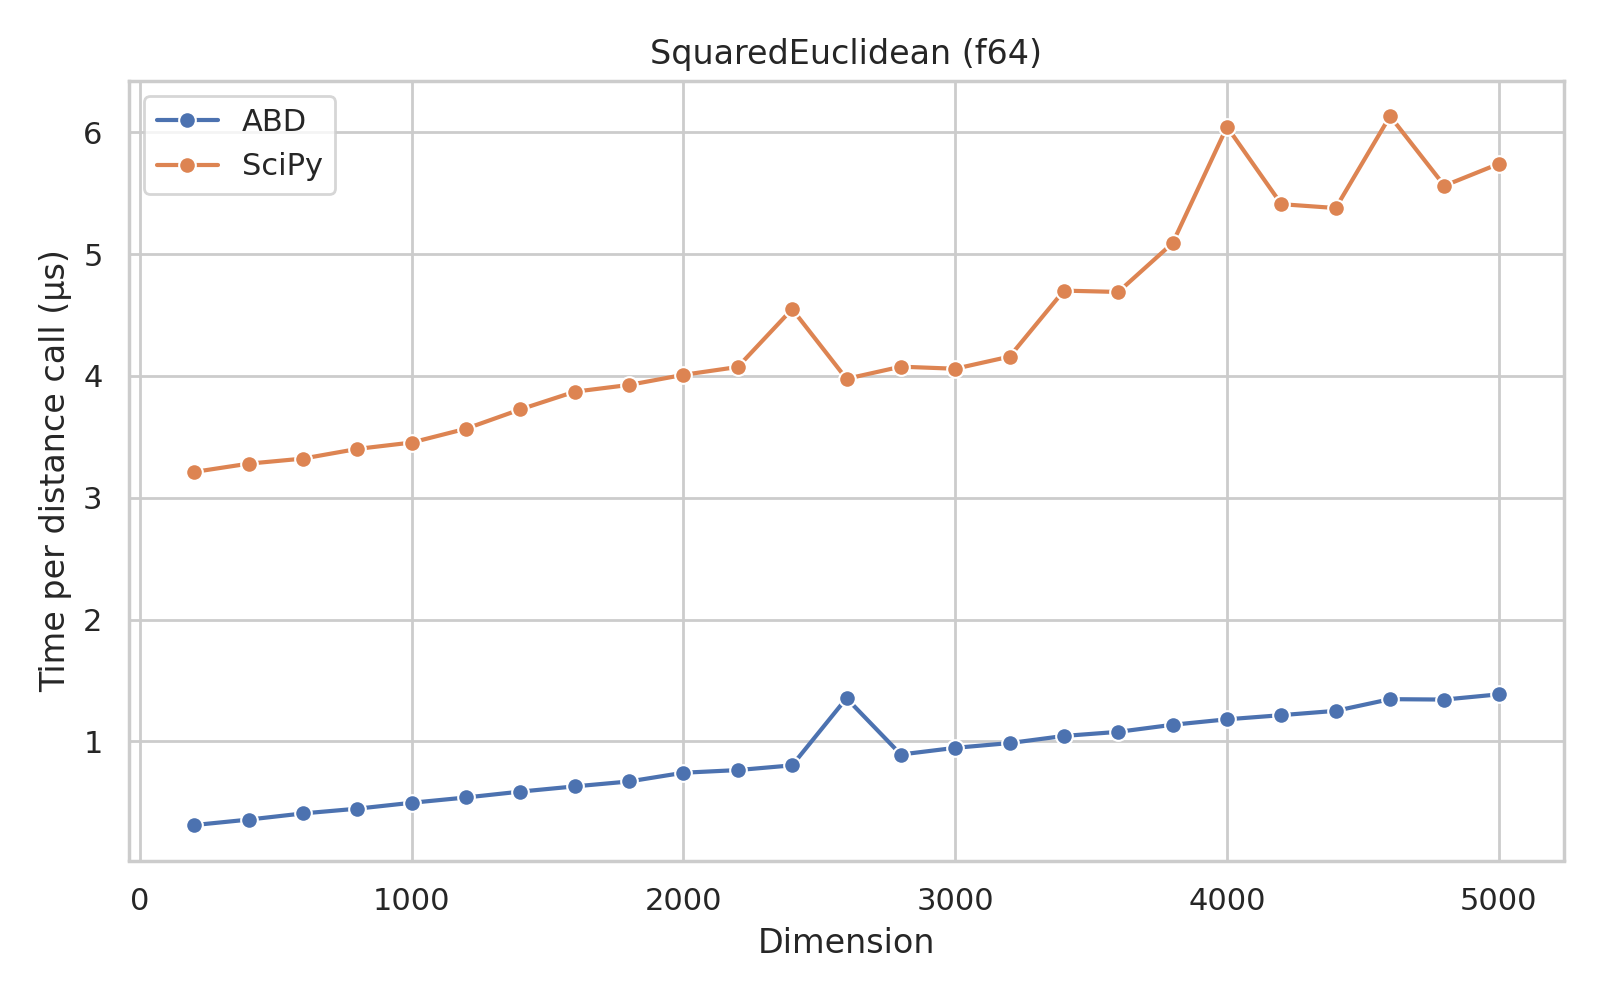 SquaredEuclidean (f64)
ABD
SciPy
6
5
4
3
2
1
Time per distance call (µs)
0 1000 2000 3000 4000 5000
Dimension